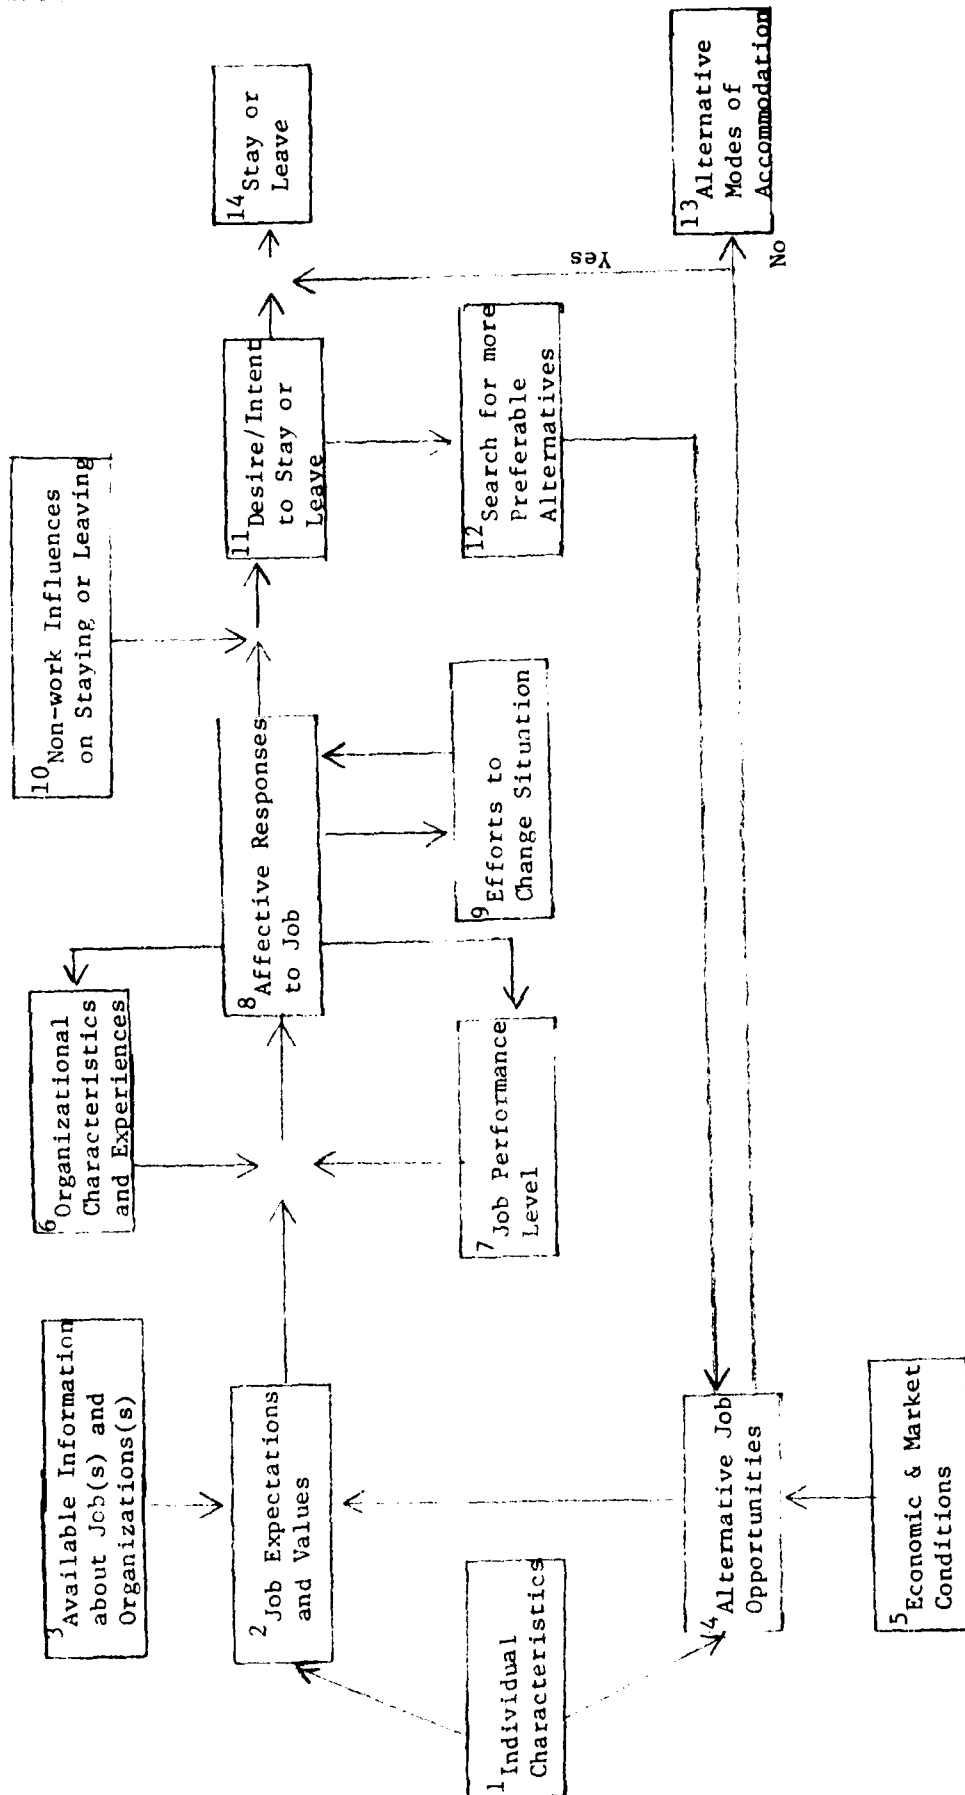 1 Individual
Characteristics
2 Job Expectations
and Values
3 Available Information
about Job(s) and
Organizations(s)
4 Alternative Job
Opportunities
5 Economic & Market
Conditions
6 Organizational
Characteristics
and Experiences
7 Job Performance
Level
8 Affective Responses
to Job
9 Efforts to
Change Situation
10 Non-work Influences
on Staying or Leaving
11 Desire/Intent
to Stay or
Leave
12 Search for more
Preferable
Alternatives
Yes
No
13 Alternative
Modes of
Accommodation
14 Stay or
Leave